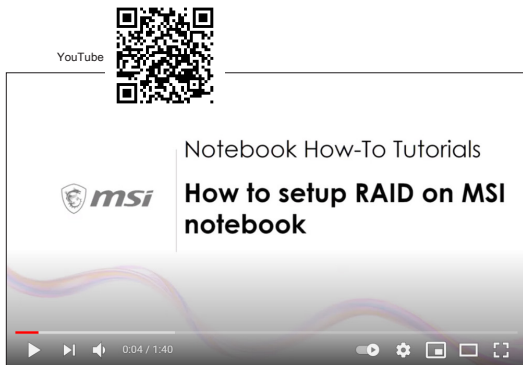 YouTube
Notebook How-To Tutorials
msi
How to setup RAID on MSI
notebook
0:04 / 1:40